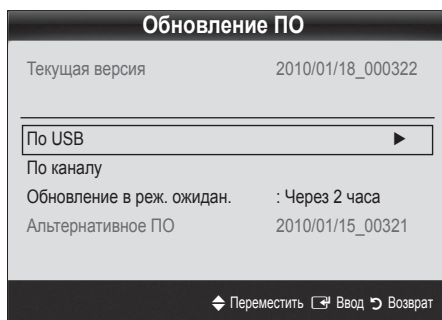 Обновление ПО
Текущая версия 2010/01/18_000322
По USB ►
По каналу
Обновление в реж. ожидан. : Через 2 часа
Альтернативное ПО 2010/01/15_00321
Переместить Ввод Возврат